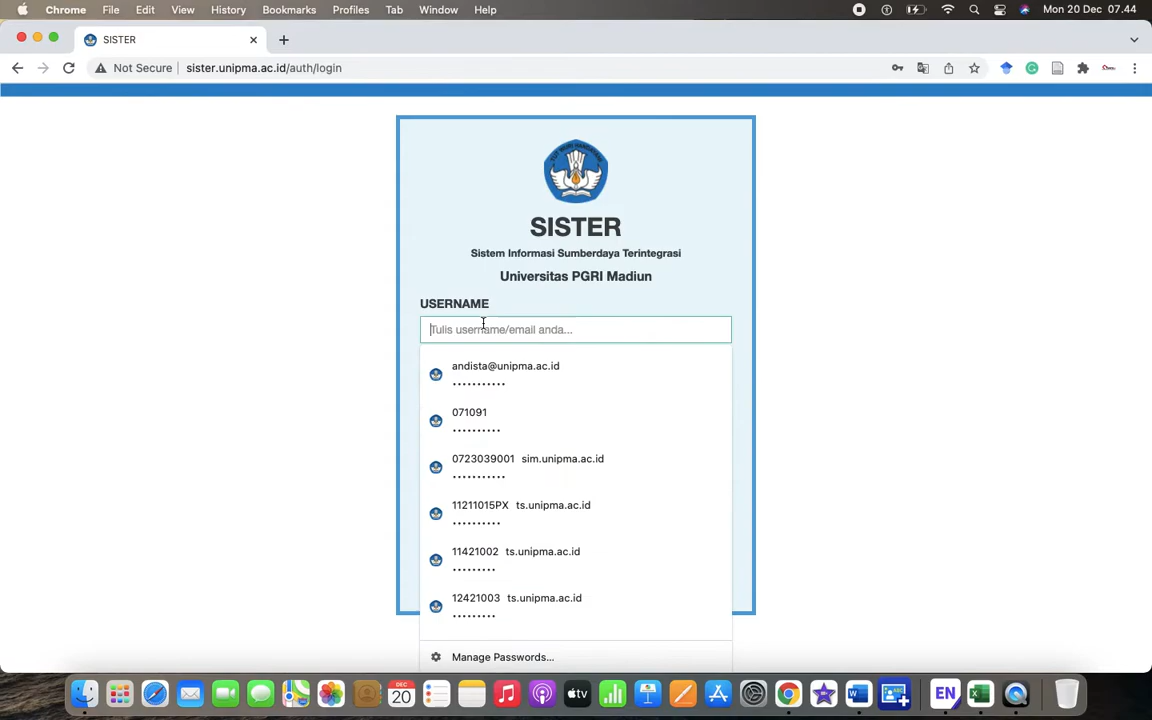 Chrome File Edit View History Bookmarks Profiles Tab Window Help Mon 20 Dec 07.44
SISTER
Not Secure sister.unipma.ac.id/auth/login
SISTER
Sistem Informasi Sumberdaya Terintegrasi
Universitas PGRI Madiun
USERNAME
Tulis username/email anda...
andista@unipma.ac.id
•••••••••••
071091
••••••••••
0723039001 sim.unipma.ac.id
•••••••••••
11211015PX ts.unipma.ac.id
••••••••••
11421002 ts.unipma.ac.id
•••••••••
12421003 ts.unipma.ac.id
•••••••••
Manage Passwords...
DEC
20
tv
EN